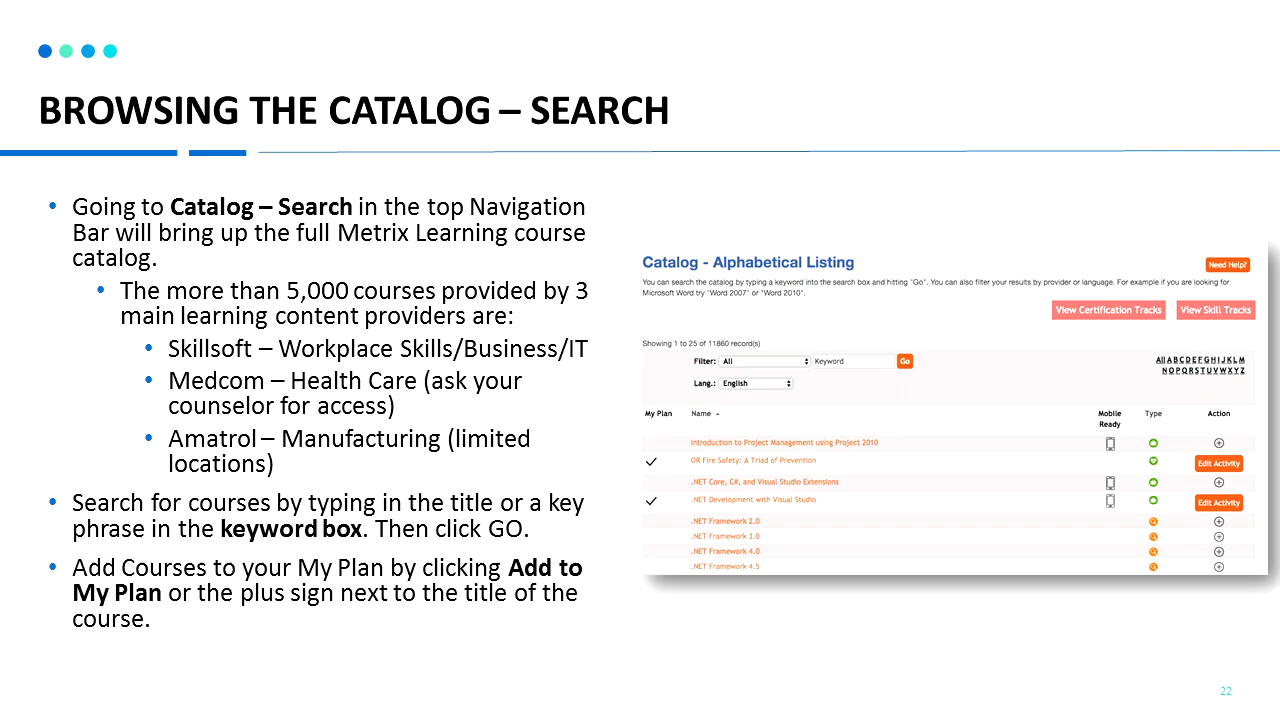 BROWSING THE CATALOG – SEARCH
• Going to Catalog – Search in the top Navigation
Bar will bring up the full Metrix Learning course
catalog.
• The more than 5,000 courses provided by 3
main learning content providers are:
• Skillsoft – Workplace Skills/Business/IT
• Medcom – Health Care (ask your
counselor for access)
• Amatrol – Manufacturing (limited
locations)
• Search for courses by typing in the title or a key
phrase in the keyword box. Then click GO.
• Add Courses to your My Plan by clicking Add to
My Plan or the plus sign next to the title of the
course.
Catalog - Alphabetical Listing
Need Help?
You can search the catalog by typing a keyword into the search box and hitting "Go". You can also filter your results by provider or language. For example if you are looking for
Microsoft Word try "Word 2007" or "Word 2010".
View Certification Tracks View Skill Tracks
Showing 1 to 25 of 11860 record(s)
Filter: All Keyword Go
All A B C D E F G H I J K L M
N O P Q R S T U V W X Y Z
Lang.: English
My Plan Name Mobile Ready Type Action
Introduction to Project Management using Project 2010
OR Fire Safety: A Triad of Prevention Edit Activity
.NET Core, C#, and Visual Studio Extensions
.NET Development with Visual Studio Edit Activity
.NET Framework 2.0
.NET Framework 3.0
.NET Framework 4.0
.NET Framework 4.5
22